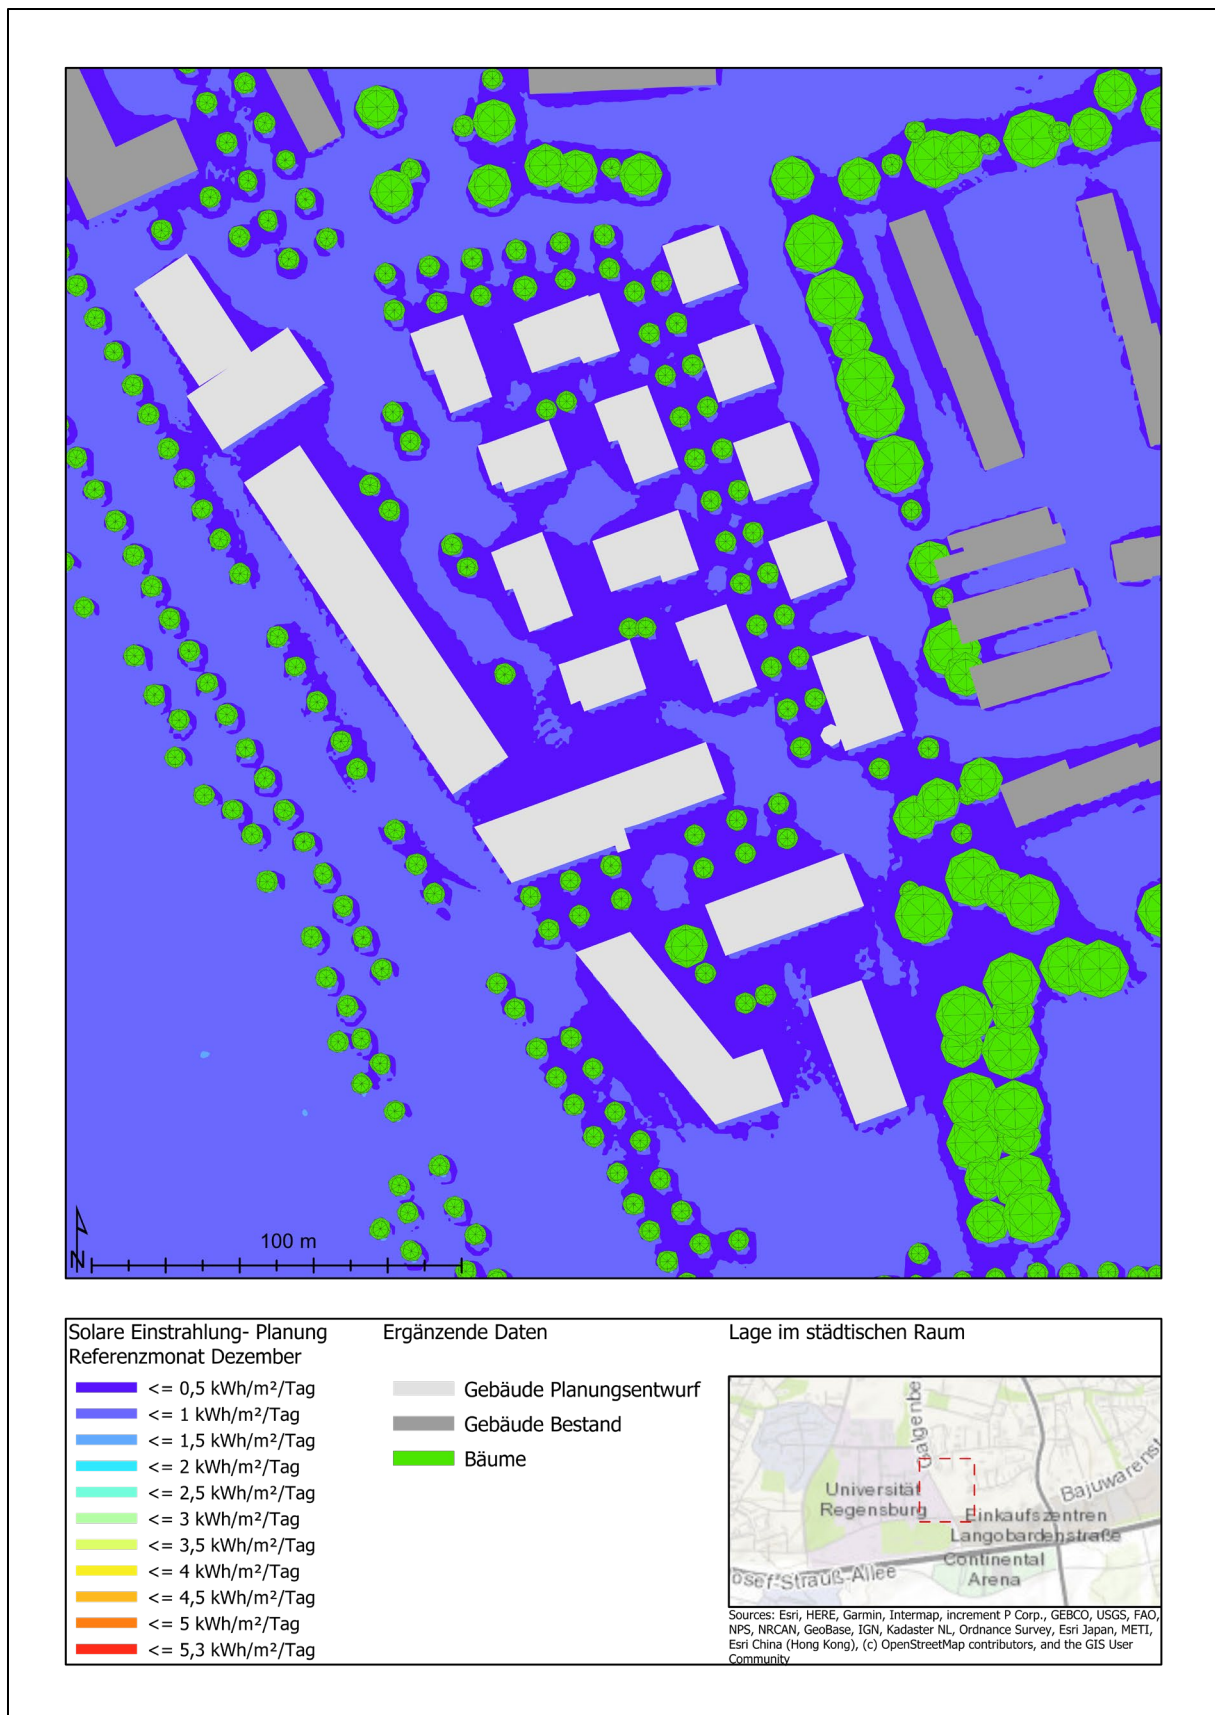 N
100 m
Solare Einstrahlung- Planung
Referenzmonat Dezember
<= 0,5 kWh/m²/Tag
<= 1 kWh/m²/Tag
<= 1,5 kWh/m²/Tag
<= 2 kWh/m²/Tag
<= 2,5 kWh/m²/Tag
<= 3 kWh/m²/Tag
<= 3,5 kWh/m²/Tag
<= 4 kWh/m²/Tag
<= 4,5 kWh/m²/Tag
<= 5 kWh/m²/Tag
<= 5,3 kWh/m²/Tag
Ergänzende Daten
Gebäude Planungsentwurf
Gebäude Bestand
Bäume
Lage im städtischen Raum
Galgenbe
Universität
Regensburg
Bajuwarenst
Einkaufszentren
Langobardenstraße
Continental
Arena
osef-Strauß-Allee
Sources: Esri, HERE, Garmin, Intermap, increment P Corp., GEBCO, USGS, FAO,
NPS, NRCAN, GeoBase, IGN, Kadaster NL, Ordnance Survey, Esri Japan, METI,
Esri China (Hong Kong), (c) OpenStreetMap contributors, and the GIS User
Community